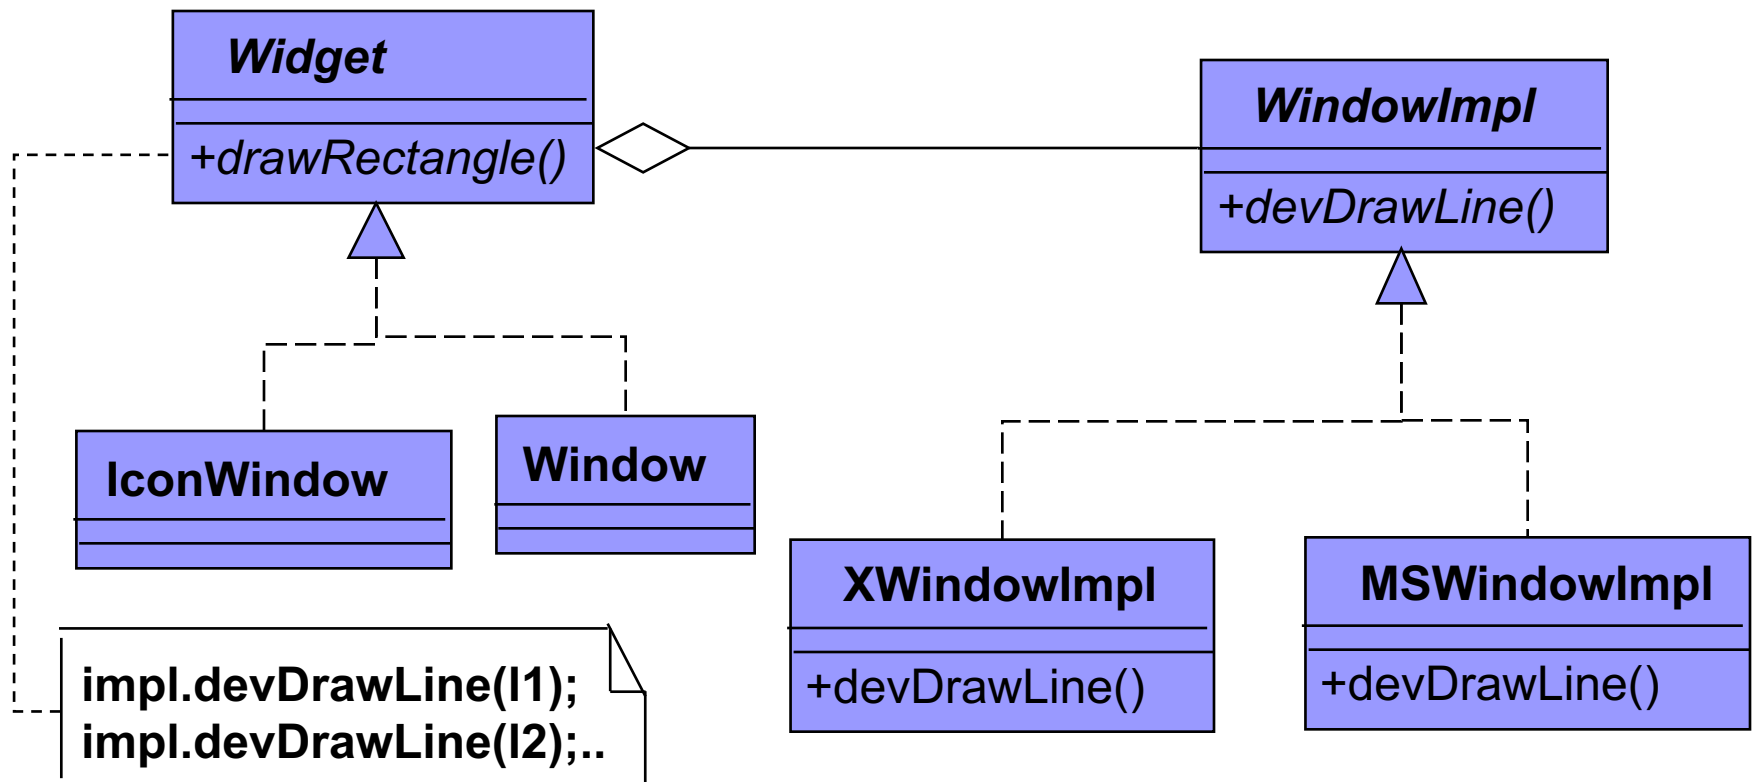 Widget
+drawRectangle()
WindowImpl
+devDrawLine()
IconWindow
Window
XWindowImpl
+devDrawLine()
MSWindowImpl
+devDrawLine()
impl.devDrawLine(l1);
impl.devDrawLine(l2);..